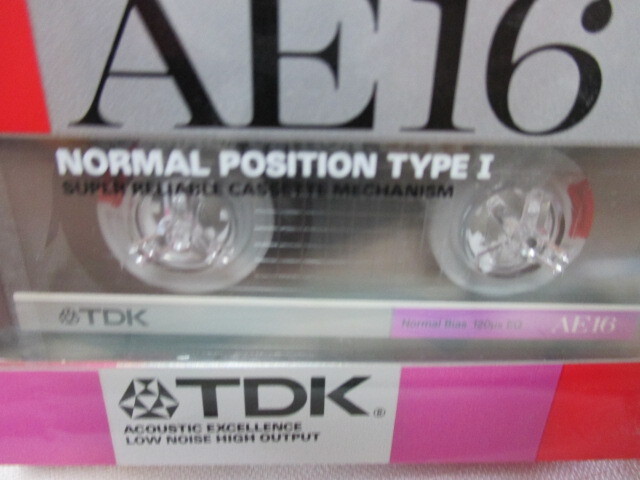 AE16
NORMAL POSITION TYPE I
SUPER RELIABLE CASSETTE MECHANISM
TDK
Normal Bias 120μs EQ AE16
TDK®
ACOUSTIC EXCELLENCE
LOW NOISE HIGH OUTPUT